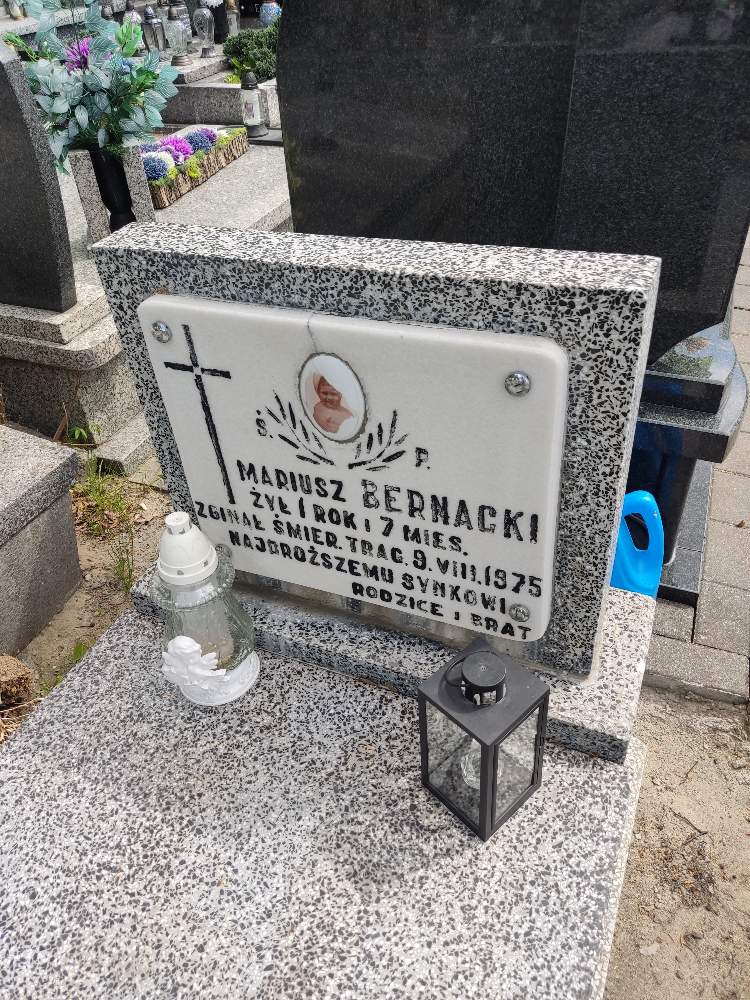 Ś. P.
MARIUSZ BERNACKI
ŻYŁ 1 ROK i 7 MIES.
ZGINĄŁ ŚMIER. TRAG. 9.VIII.1975
NAJDROŻSZEMU SYNKOWI
RODZICE i BRAT